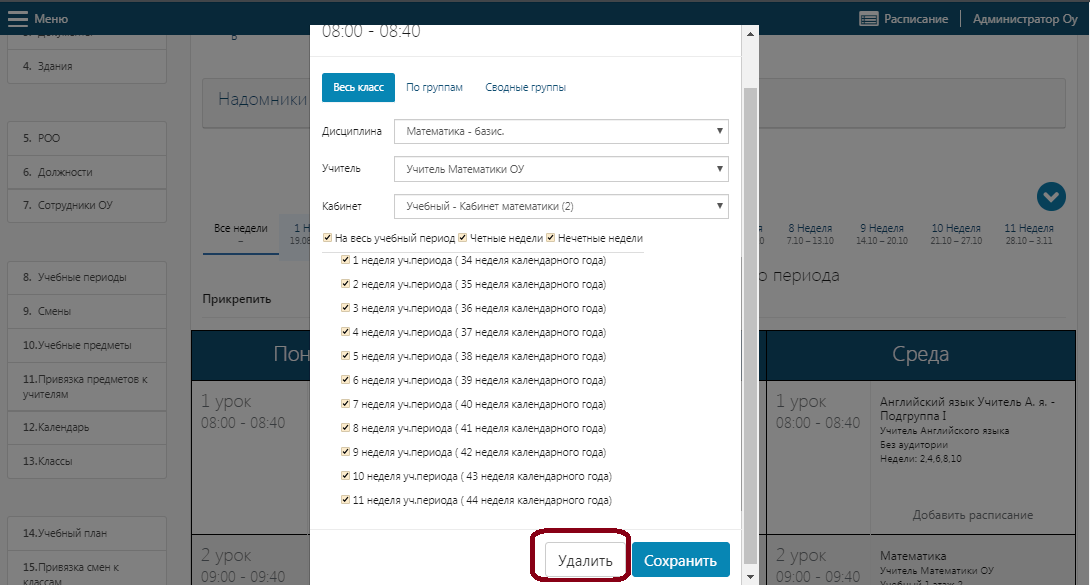 Меню
Расписание
Администратор Оу
4. Здания
5. РОО
6. Должности
7. Сотрудники ОУ
8. Учебные периоды
9. Смены
10.Учебные предметы
11.Привязка предметов к
учителям
12.Календарь
13.Классы
14.Учебный план
15.Привязка смен к
классам
Надомники
Все недели
–
1 Н
19.08
Прикрепить
Пон
1 урок
08:00 - 08:40
2 урок
09:00 - 09:40
08:00 - 08:40
Весь класс
По группам
Сводные группы
Дисциплина
Математика - базис.
Учитель
Учитель Математики ОУ
Кабинет
Учебный - Кабинет математики (2)
На весь учебный период
Четные недели
Нечетные недели
1 неделя уч.периода ( 34 неделя календарного года)
2 неделя уч.периода ( 35 неделя календарного года)
3 неделя уч.периода ( 36 неделя календарного года)
4 неделя уч.периода ( 37 неделя календарного года)
5 неделя уч.периода ( 38 неделя календарного года)
6 неделя уч.периода ( 39 неделя календарного года)
7 неделя уч.периода ( 40 неделя календарного года)
8 неделя уч.периода ( 41 неделя календарного года)
9 неделя уч.периода ( 42 неделя календарного года)
10 неделя уч.периода ( 43 неделя календарного года)
11 неделя уч.периода ( 44 неделя календарного года)
Удалить
Сохранить
8 Неделя
7.10 – 13.10
9 Неделя
14.10 – 20.10
10 Неделя
21.10 – 27.10
11 Неделя
28.10 – 3.11
о периода
Среда
1 урок
08:00 - 08:40
Английский язык Учитель А. я. -
Подгруппа I
Учитель Английского языка
Без аудитории
Недели: 2,4,6,8,10
Добавить расписание
2 урок
09:00 - 09:40
Математика
Учитель Математики ОУ